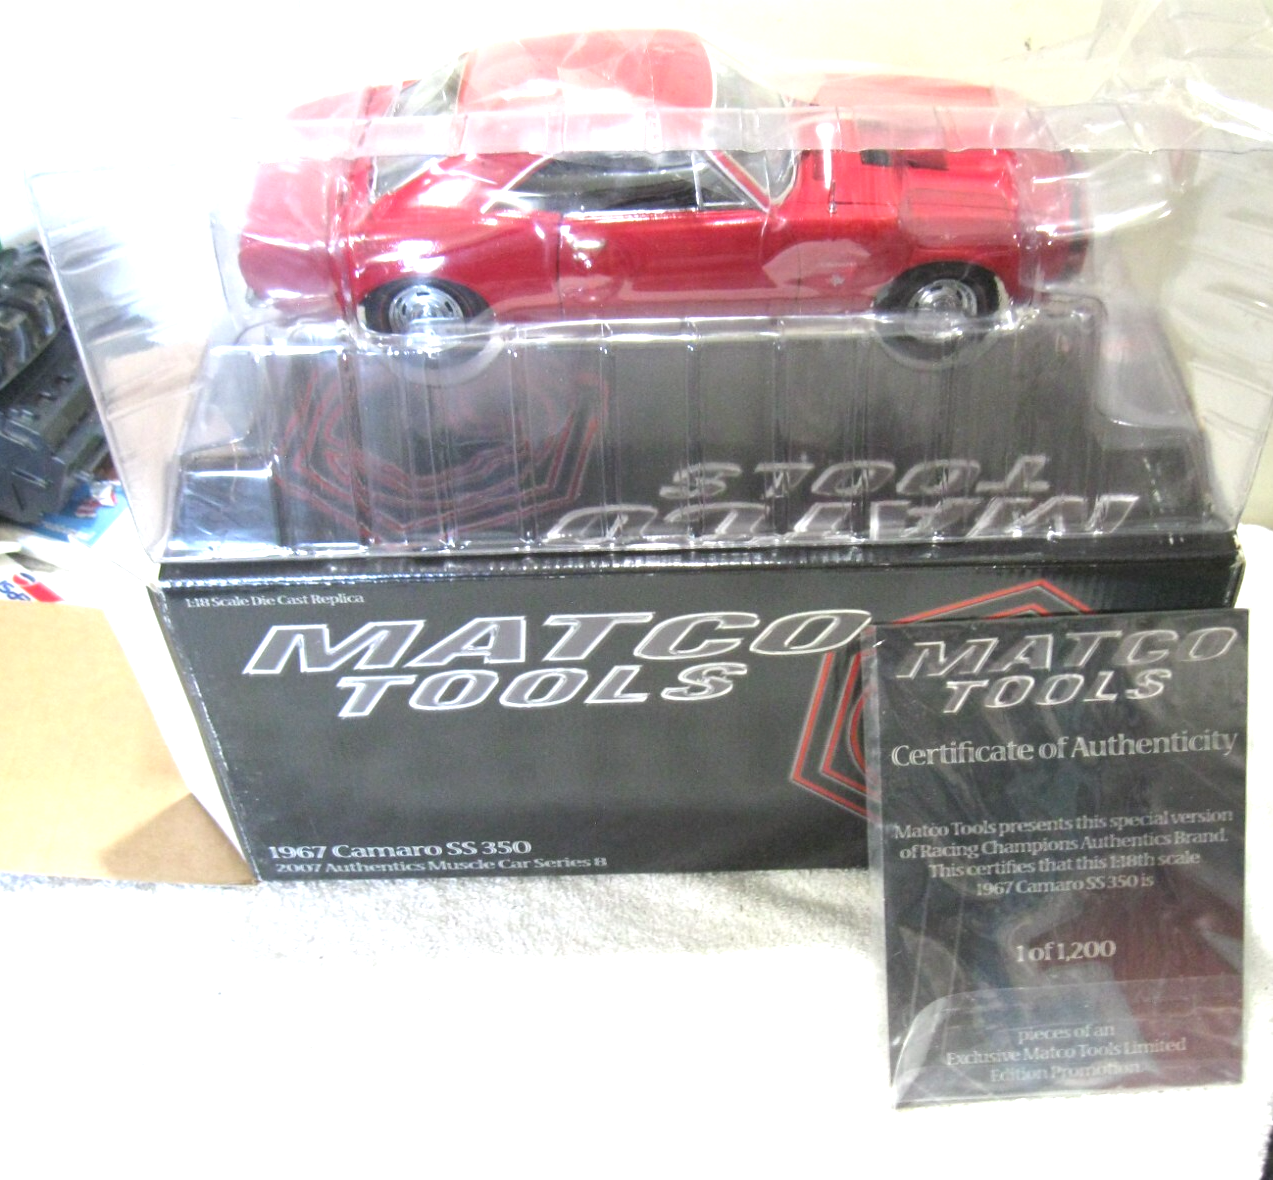 TOOLS
MATCO
1:18 Scale Die Cast Replica
MATCO
TOOLS
1967 Camaro SS 350
2007 Authentics Muscle Car Series 8
MATCO
TOOLS
Certificate of Authenticity
Matco Tools presents this special version
of Racing Champions Authentics Brand.
This certifies that this 1:18th scale
1967 Camaro SS 350 is
1 of 1,200
pieces of an
Exclusive Matco Tools Limited
Edition Promotion